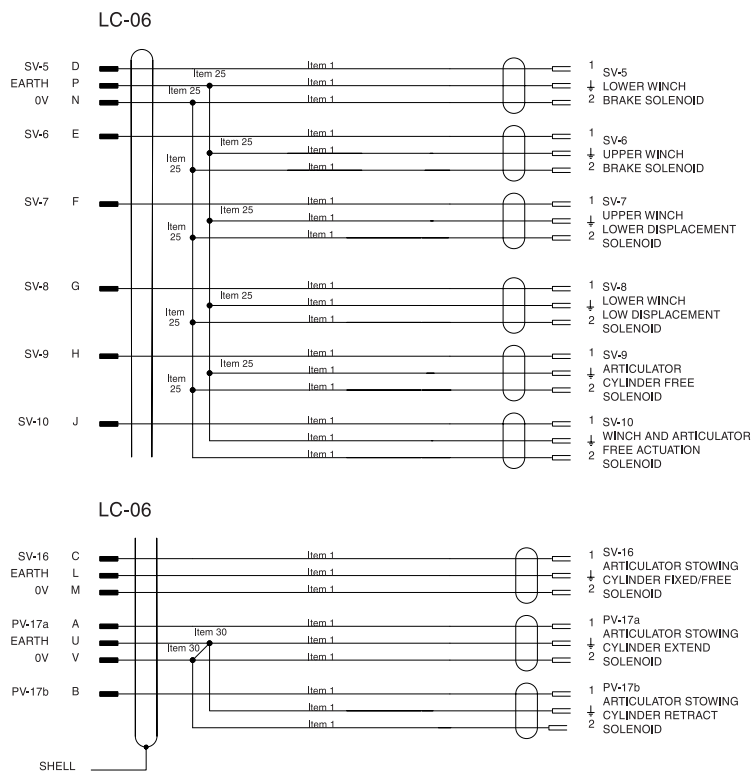 LC-06
SV-5 D Item 1 1 SV-5
EARTH P Item 25 Item 1 LOWER WINCH
0V N Item 25 Item 1 2 BRAKE SOLENOID
SV-6 E Item 1 1 SV-6
Item 25 Item 1 UPPER WINCH
Item 25 Item 1 2 BRAKE SOLENOID
SV-7 F Item 1 1 SV-7
Item 25 Item 1 UPPER WINCH
Item 25 Item 1 2 LOWER DISPLACEMENT
SOLENOID
SV-8 G Item 1 1 SV-8
Item 25 Item 1 LOWER WINCH
Item 25 Item 1 2 LOW DISPLACEMENT
SOLENOID
SV-9 H Item 1 1 SV-9
Item 25 Item 1 ARTICULATOR
Item 25 Item 1 2 CYLINDER FREE
SOLENOID
SV-10 J Item 1 1 SV-10
Item 1 WINCH AND ARTICULATOR
Item 1 2 FREE ACTUATION
SOLENOID
LC-06
SV-16 C Item 1 1 SV-16
EARTH L Item 1 ARTICULATOR STOWING
CYLINDER FIXED/FREE
0V M Item 1 2 SOLENOID
PV-17a A Item 1 1 PV-17a
ARTICULATOR STOWING
EARTH U Item 30 Item 1 CYLINDER EXTEND
0V V Item 30 Item 1 2 SOLENOID
PV-17b B Item 1 1 PV-17b
ARTICULATOR STOWING
Item 1 CYLINDER RETRACT
Item 1 2 SOLENOID
SHELL